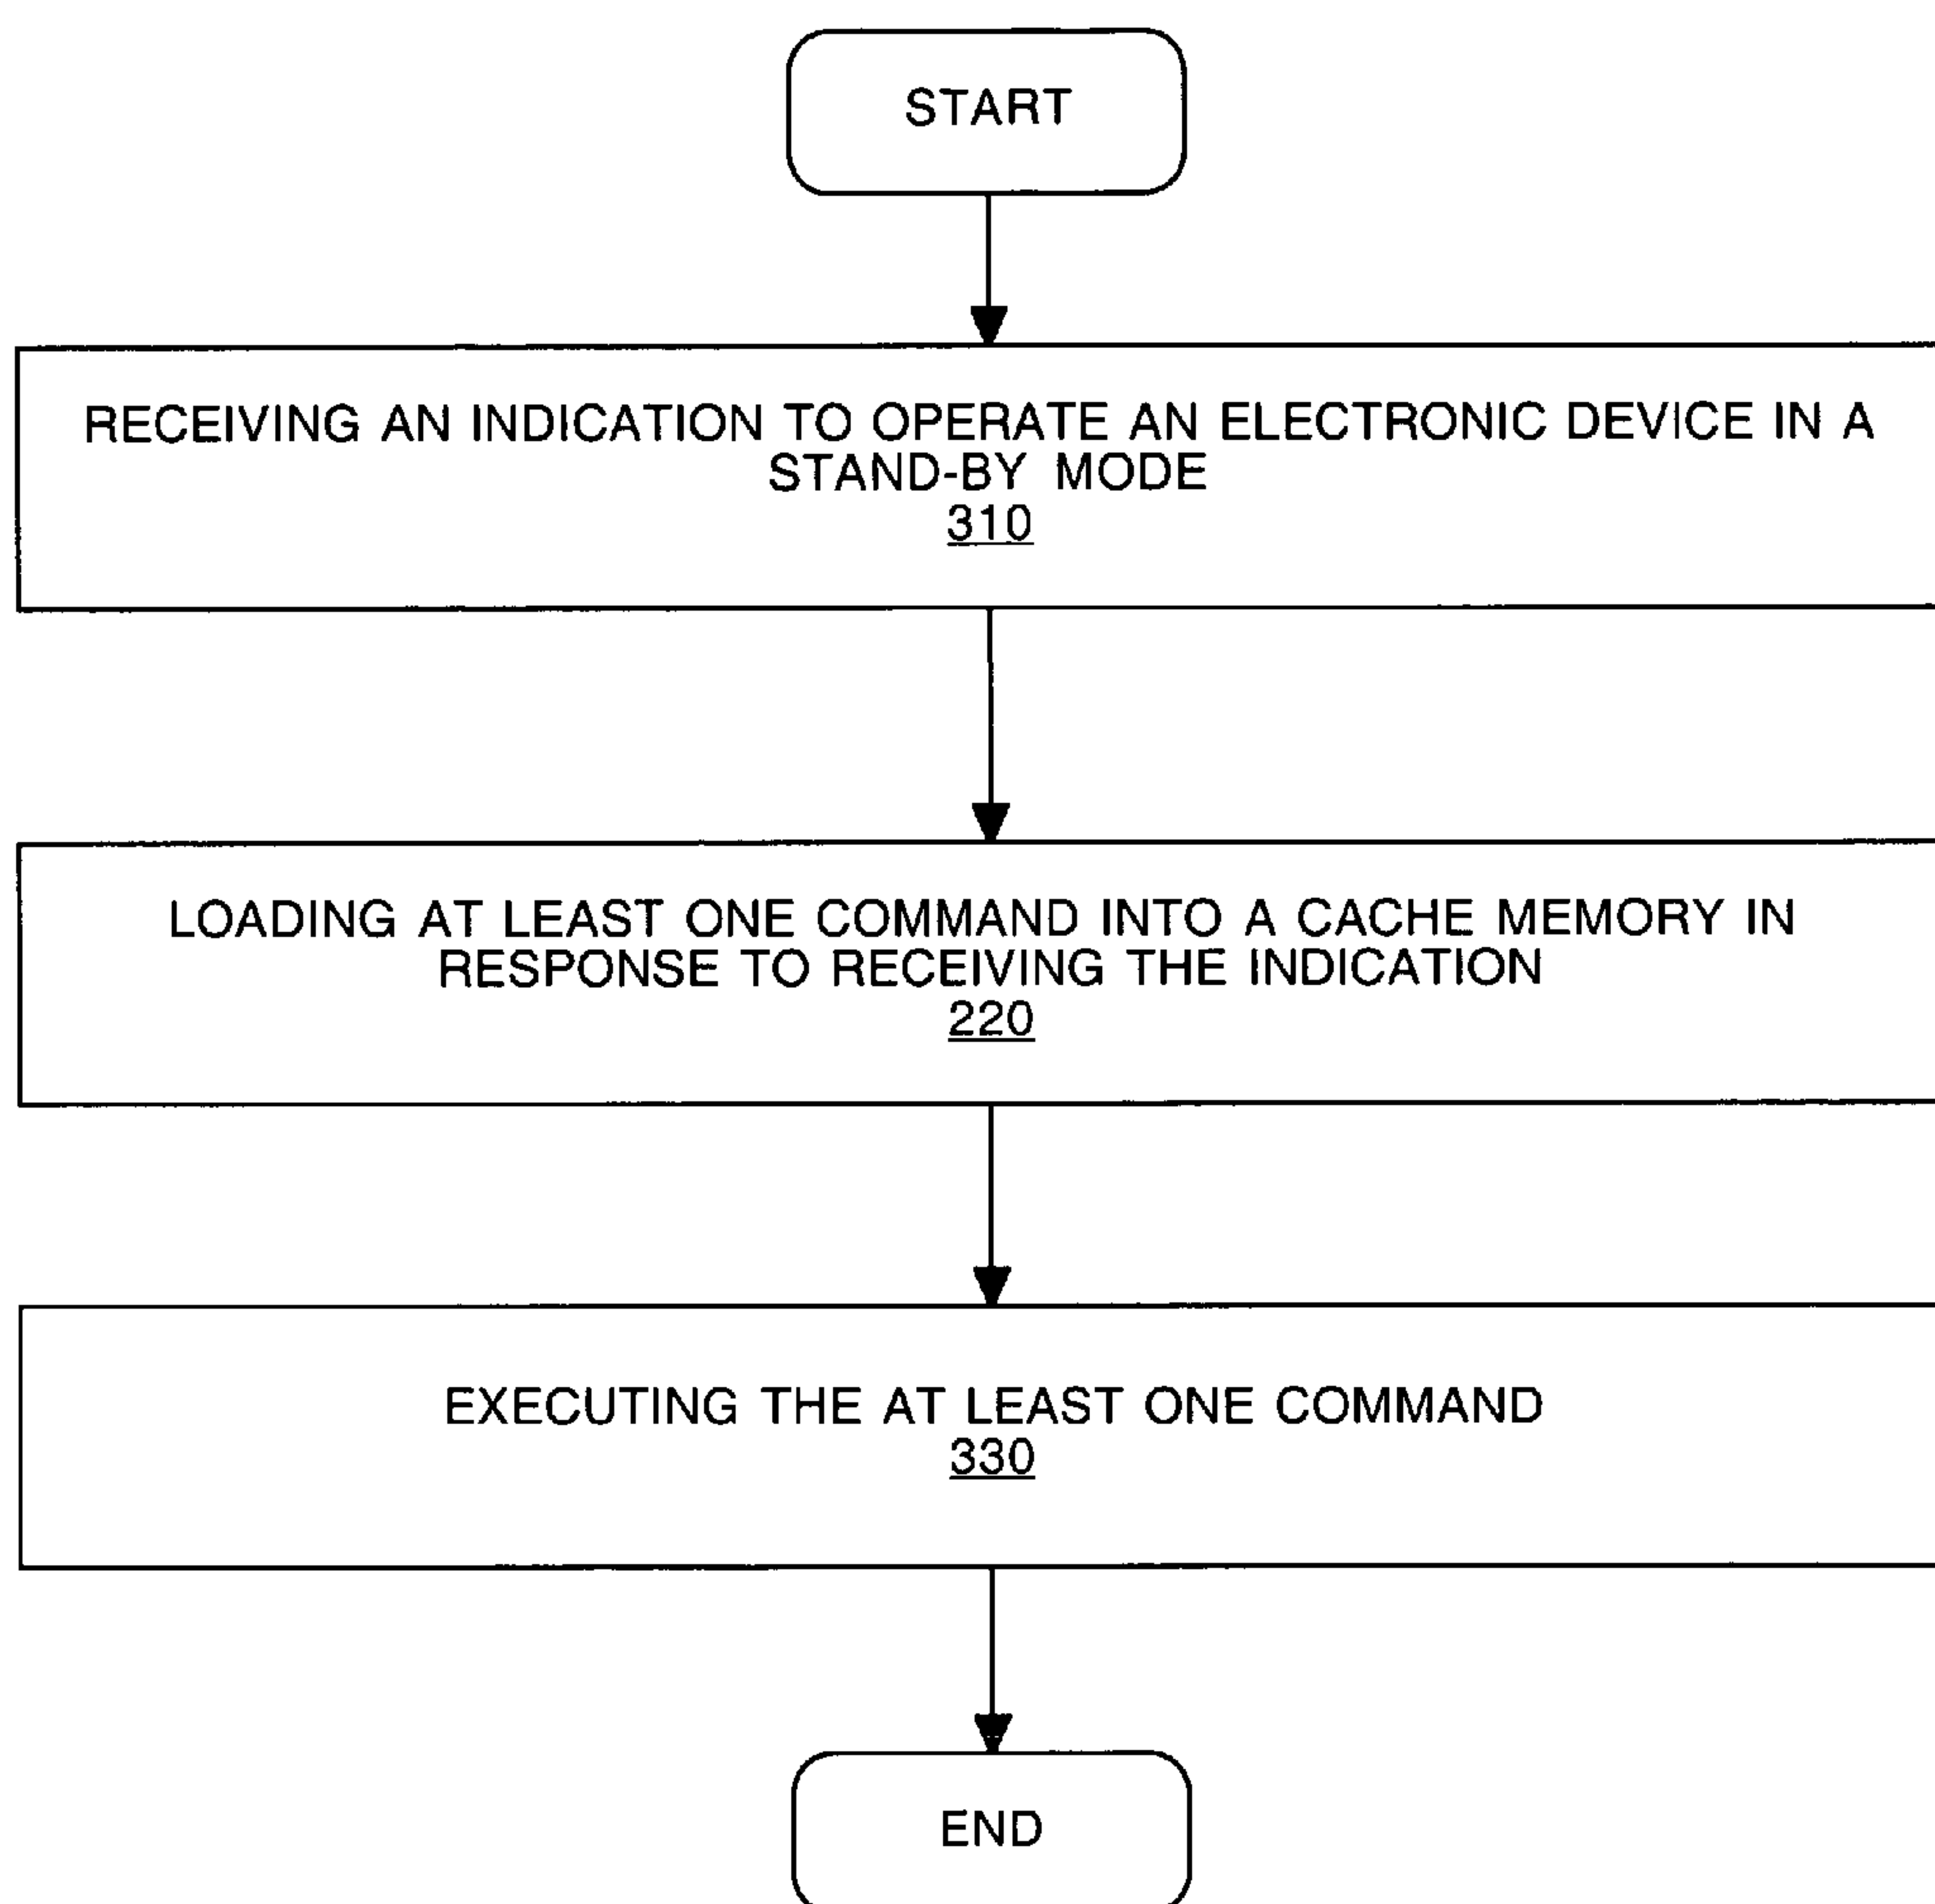 START
RECEIVING AN INDICATION TO OPERATE AN ELECTRONIC DEVICE IN A
STAND-BY MODE
310
LOADING AT LEAST ONE COMMAND INTO A CACHE MEMORY IN
RESPONSE TO RECEIVING THE INDICATION
220
EXECUTING THE AT LEAST ONE COMMAND
330
END